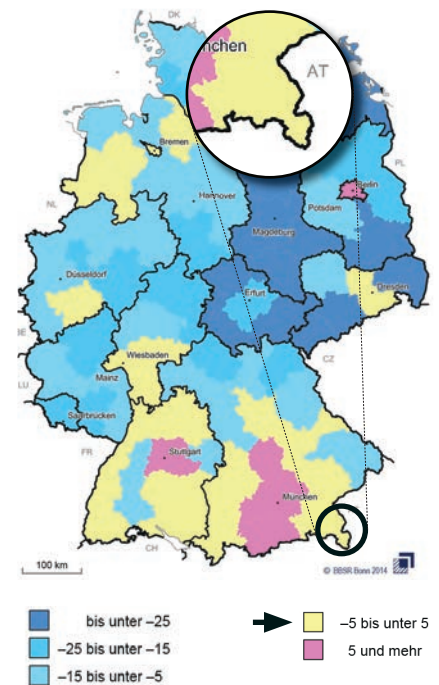 DK
nchen
AT
Bremen
PL
Berlin
NL
Hannover
Potsdam
Magdeburg
Düsseldorf
Erfurt
Dresden
BE
Wiesbaden
CZ
LU
Mainz
Saarbrücken
FR
Stuttgart
München
CH
100 km
© BBSR Bonn 2014
bis unter –25
–25 bis unter –15
–15 bis unter –5
–5 bis unter 5
5 und mehr